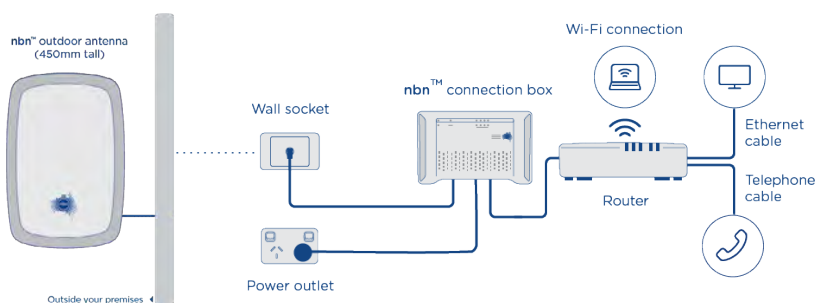 nbn™ outdoor antenna
(450mm tall)
Outside your premises
Wall socket
Power outlet
nbn™ connection box
Wi-Fi connection
Router
Ethernet
cable
Telephone
cable